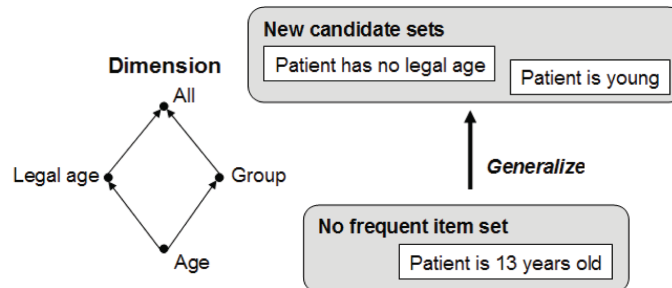 New candidate sets
Patient has no legal age
Patient is young
Dimension
All
Legal age
Group
Age
Generalize
No frequent item set
Patient is 13 years old